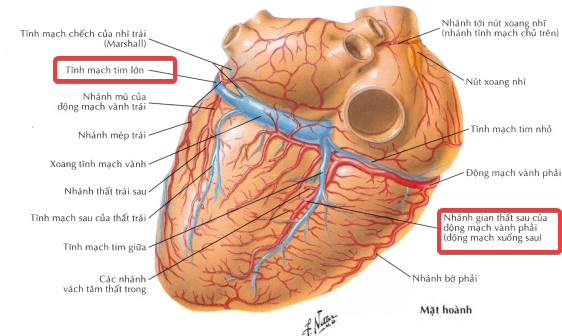 Tĩnh mạch chếch của nhĩ trái
(Marshall)
Tĩnh mạch tim lớn
Nhánh mũ của
động mạch vành trái
Nhánh mép trái
Xoang tĩnh mạch vành
Nhánh thất trái sau
Tĩnh mạch sau của thất trái
Tĩnh mạch tim giữa
Các nhánh
vách tâm thất trong
Nhánh tới nút xoang nhĩ
(nhánh tĩnh mạch chủ trên)
Nút xoang nhĩ
Tĩnh mạch tim nhỏ
Động mạch vành phải
Nhánh gian thất sau của
động mạch vành phải
(động mạch xuống sau)
Nhánh bờ phải
Mặt hoành
F. Netter
M.D.